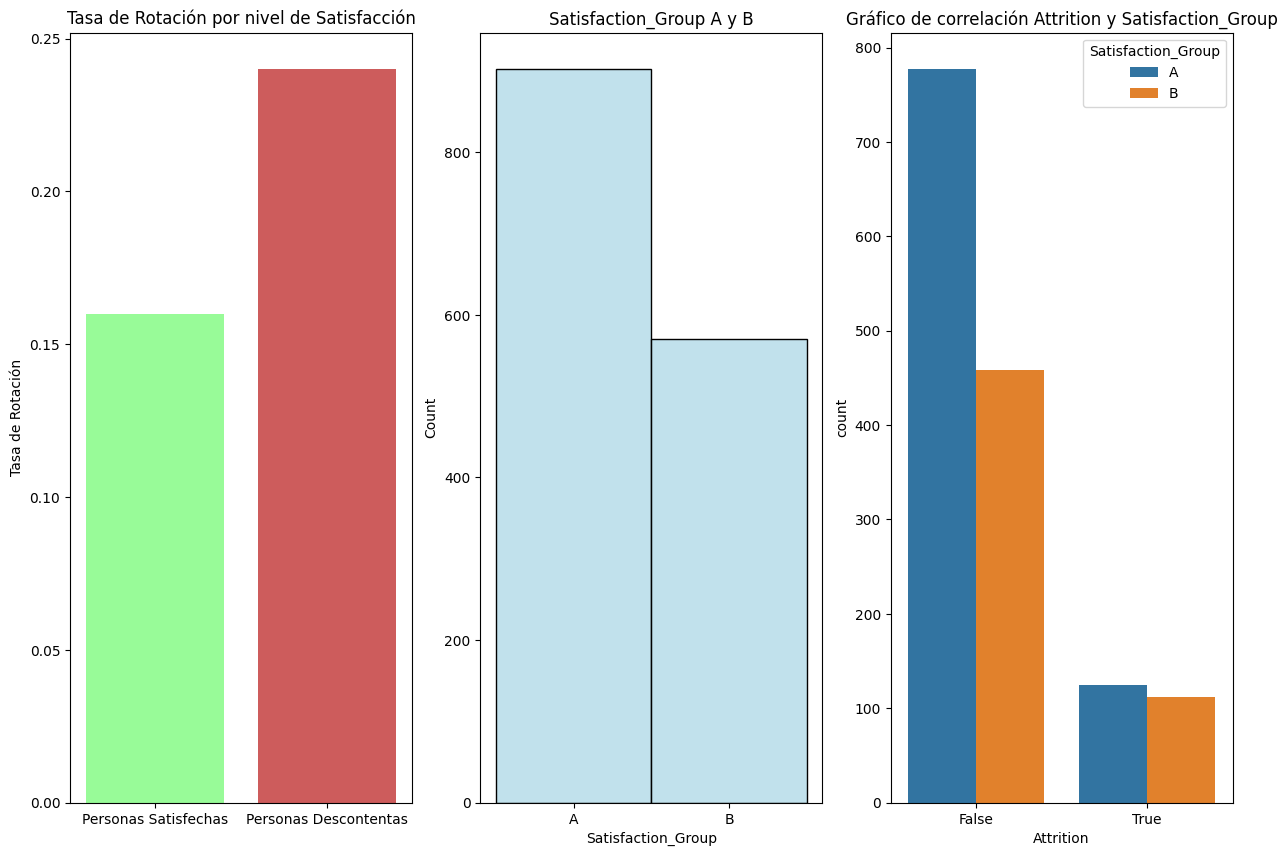 Tasa de Rotación por nivel de Satisfacción
0.25
0.20
0.15
0.10
0.05
0.00
Tasa de Rotación
Personas Satisfechas
Personas Descontentas
Satisfaction_Group A y B
800
600
400
200
0
Count
A
B
Satisfaction_Group
Gráfico de correlación Attrition y Satisfaction_Group
Satisfaction_Group
A
B
800
700
600
500
400
300
200
100
0
count
False
True
Attrition